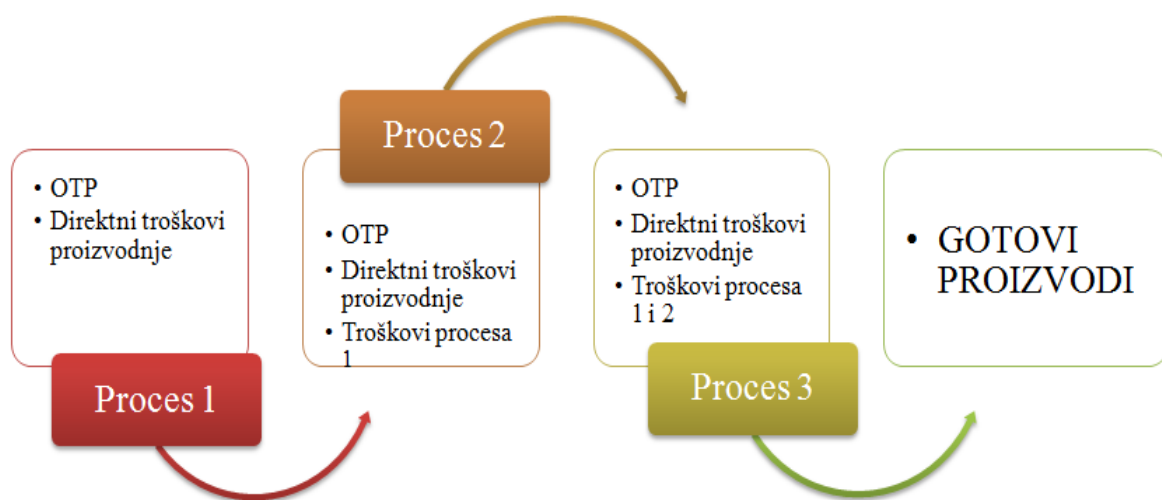 • OTP
• Direktni troškovi
proizvodnje
Proces 1
Proces 2
• OTP
• Direktni troškovi
proizvodnje
• Troškovi procesa
1
• OTP
• Direktni troškovi
proizvodnje
• Troškovi procesa
1 i 2
Proces 3
• GOTOVI
PROIZVODI